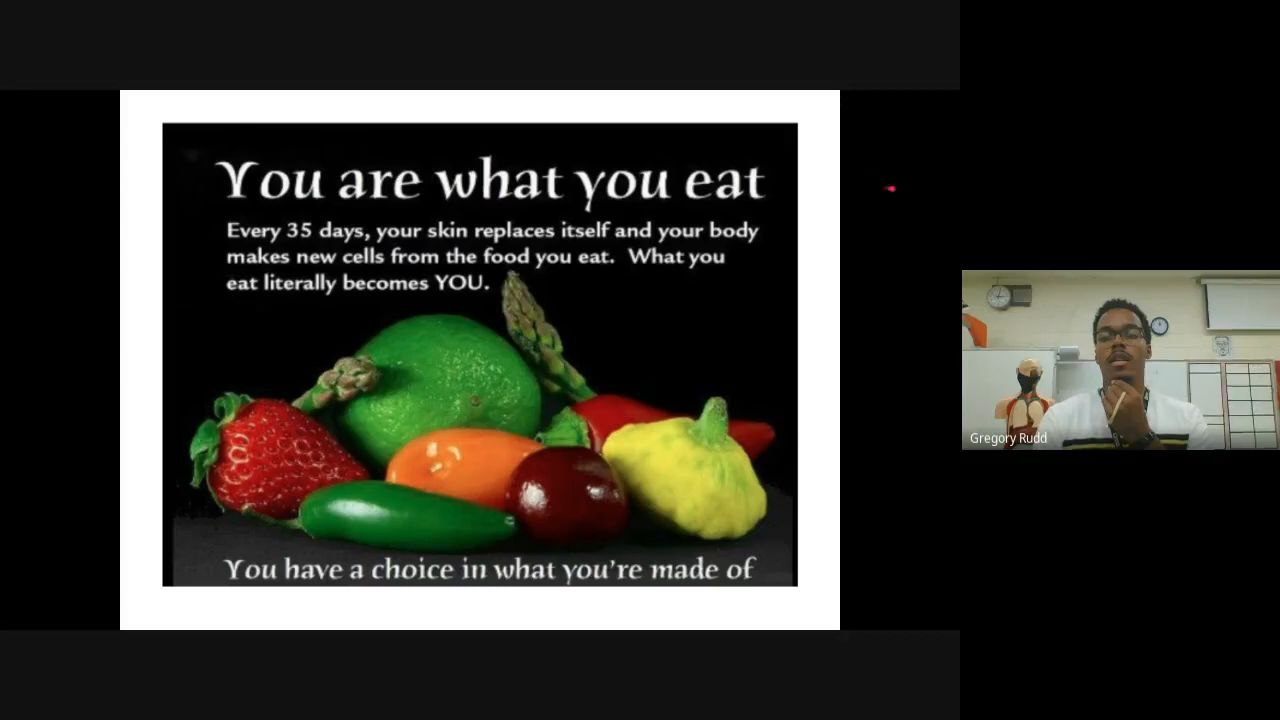 You are what you eat
Every 35 days, your skin replaces itself and your body
makes new cells from the food you eat. What you
eat literally becomes YOU.
You have a choice in what you're made of
Gregory Rudd